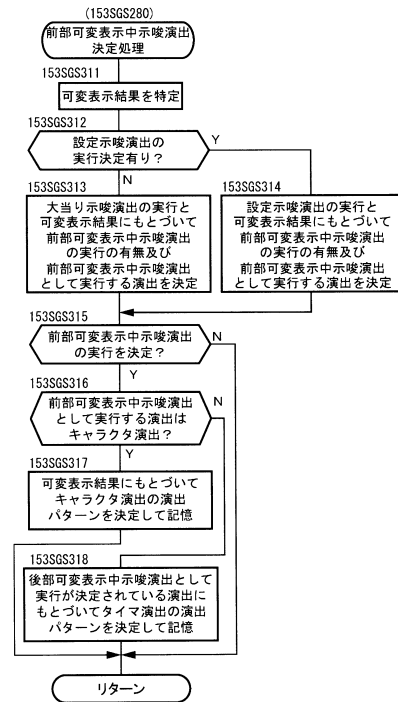 (153SGS280)
前部可変表示中示唆演出
決定処理
153SGS311
可変表示結果を特定
153SGS312
設定示唆演出の
実行決定有り?
Y
N
153SGS313
大当り示唆演出の実行と
可変表示結果にもとづいて
前部可変表示中示唆演出
の実行の有無及び
前部可変表示中示唆演出
として実行する演出を決定
153SGS314
設定示唆演出の実行と
可変表示結果にもとづいて
前部可変表示中示唆演出
の実行の有無及び
前部可変表示中示唆演出
として実行する演出を決定
153SGS315
前部可変表示中示唆演出
の実行を決定?
N
Y
153SGS316
前部可変表示中示唆演出
として実行する演出は
キャラクタ演出?
N
Y
153SGS317
可変表示結果にもとづいて
キャラクタ演出の演出
パターンを決定して記憶
153SGS318
後部可変表示中示唆演出として
実行が決定されている演出に
もとづいてタイマ演出の演出
パターンを決定して記憶
リターン